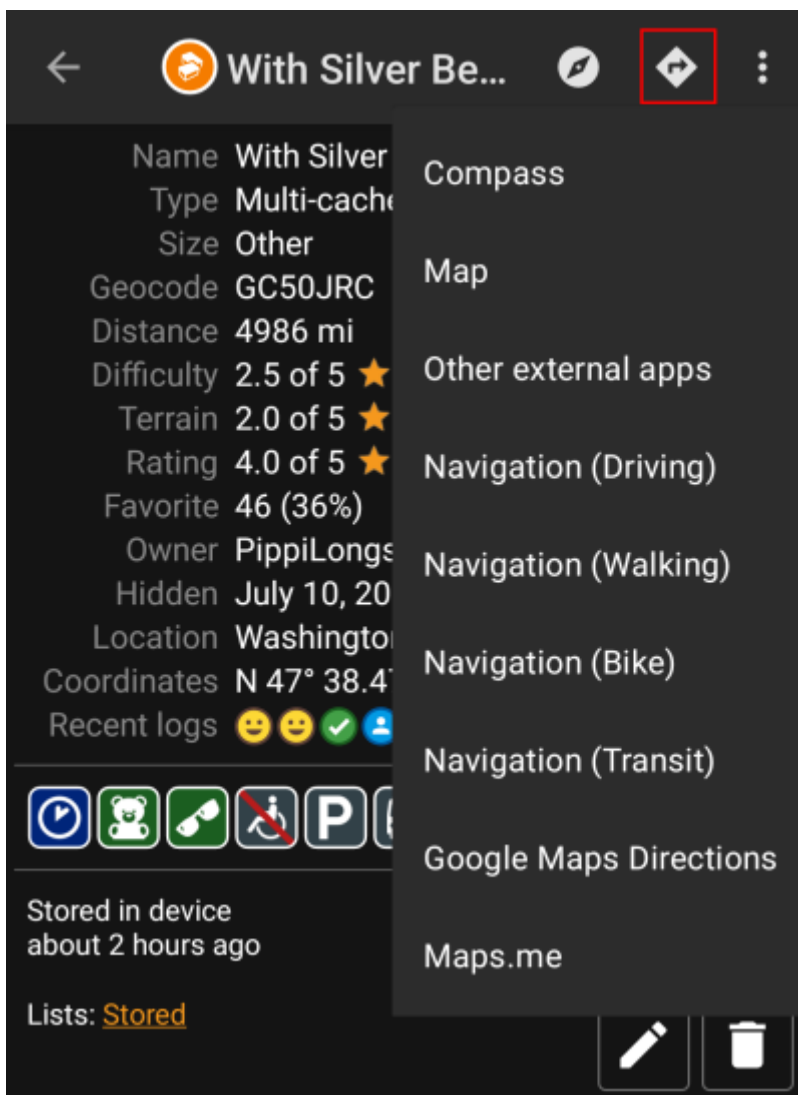 With Silver Be...
Name With Silver
Type Multi-cache
Size Other
Geocode GC50JRC
Distance 4986 mi
Difficulty 2.5 of 5
Terrain 2.0 of 5
Rating 4.0 of 5
Favorite 46 (36%)
Owner PippiLongs
Hidden July 10, 20
Location Washington
Coordinates N 47° 38.4
Recent logs
P
Stored in device
about 2 hours ago
Lists: Stored
Compass
Map
Other external apps
Navigation (Driving)
Navigation (Walking)
Navigation (Bike)
Navigation (Transit)
Google Maps Directions
Maps.me